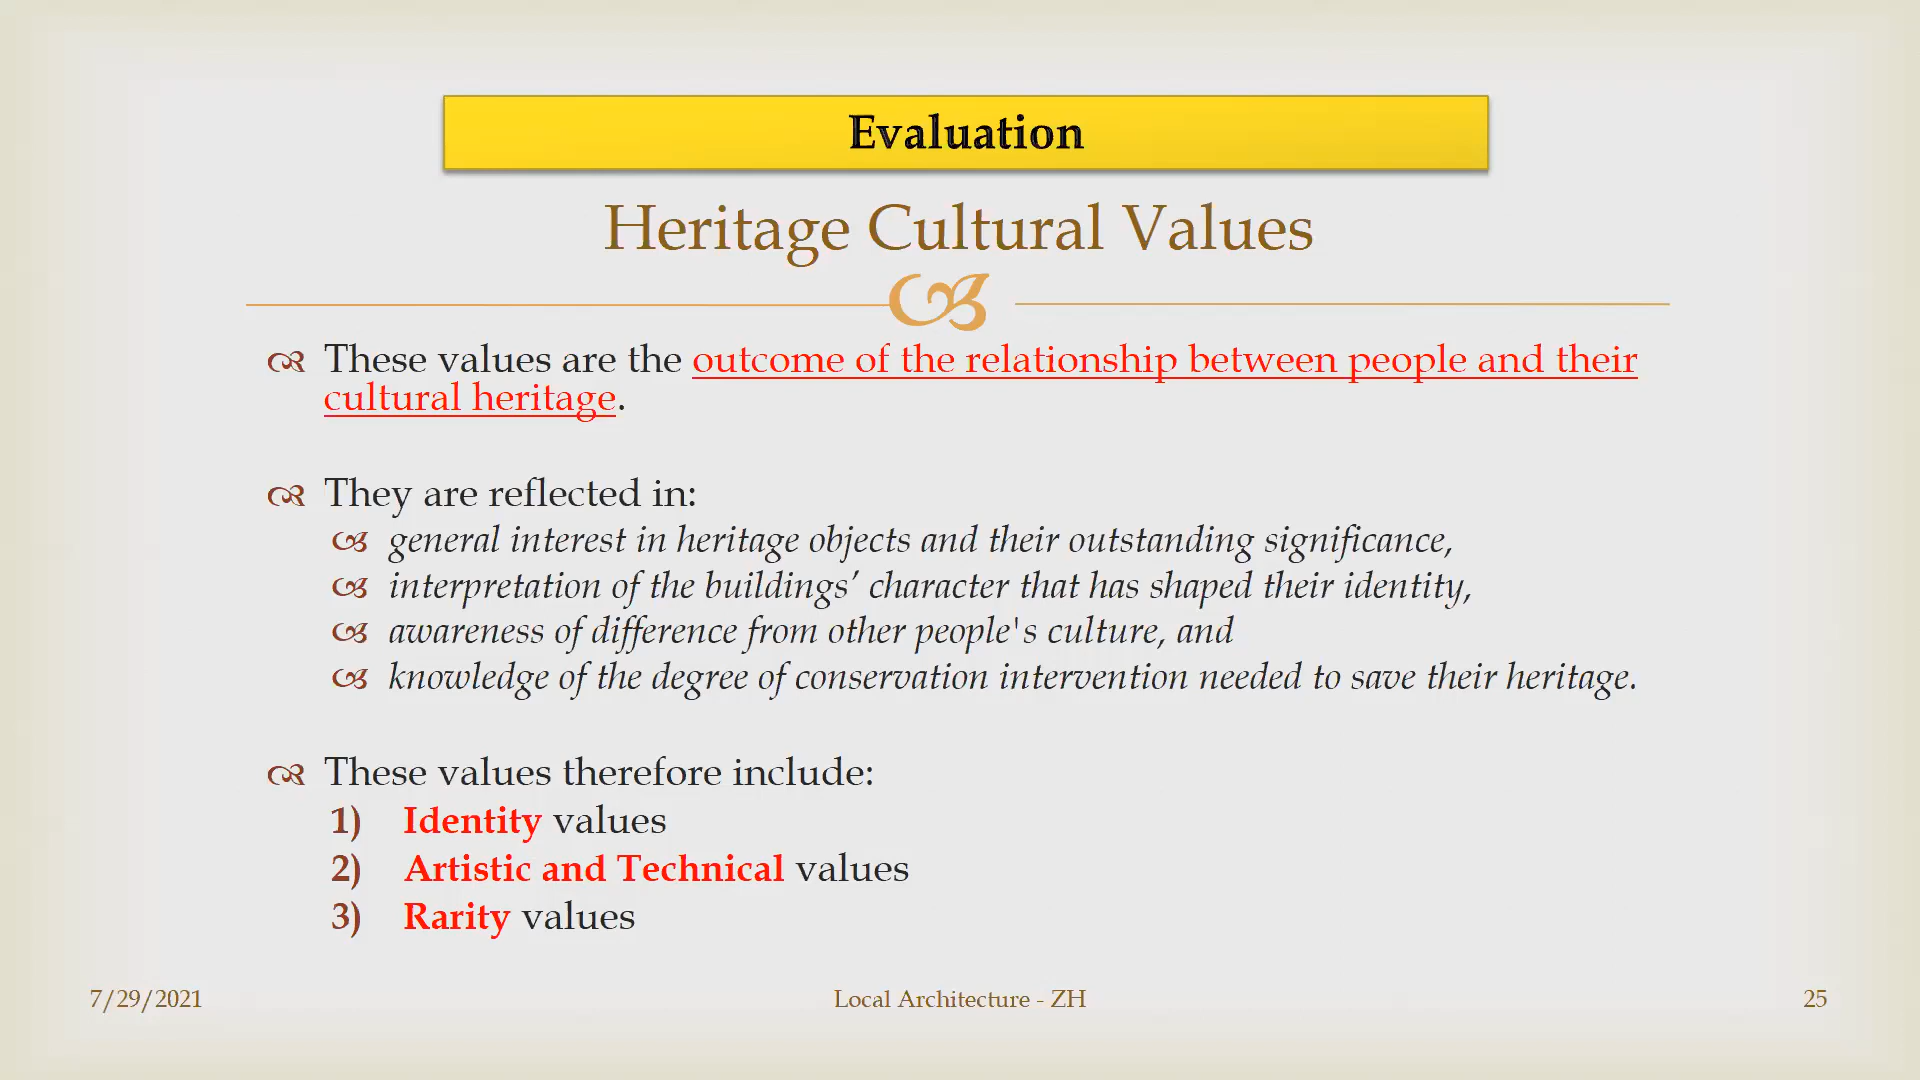 Evaluation
Heritage Cultural Values
These values are the outcome of the relationship between people and their
cultural heritage.
They are reflected in:
general interest in heritage objects and their outstanding significance,
interpretation of the buildings’ character that has shaped their identity,
awareness of difference from other people's culture, and
knowledge of the degree of conservation intervention needed to save their heritage.
These values therefore include:
1) Identity values
2) Artistic and Technical values
3) Rarity values
7/29/2021
Local Architecture - ZH
25